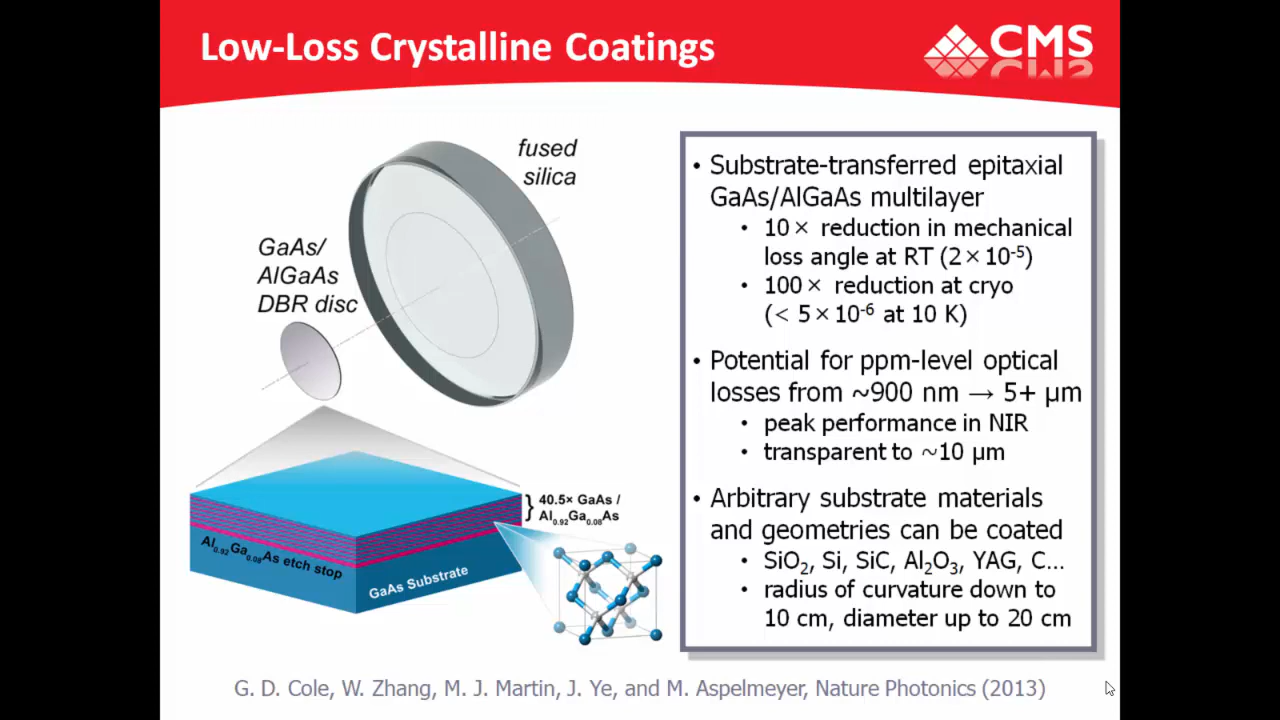 Low-Loss Crystalline Coatings
CMS
fused
silica
GaAs/
AlGaAs
DBR disc
40.5× GaAs /
Al0.92Ga0.08As
Al0.92Ga0.08As etch stop
GaAs Substrate
• Substrate-transferred epitaxial
GaAs/AlGaAs multilayer
• 10× reduction in mechanical
loss angle at RT (2×10-5)
• 100× reduction at cryo
(< 5×10-6 at 10 K)
• Potential for ppm-level optical
losses from ~900 nm → 5+ µm
• peak performance in NIR
• transparent to ~10 µm
• Arbitrary substrate materials
and geometries can be coated
• SiO2, Si, SiC, Al2O3, YAG, C...
• radius of curvature down to
10 cm, diameter up to 20 cm
G. D. Cole, W. Zhang, M. J. Martin, J. Ye, and M. Aspelmeyer, Nature Photonics (2013)